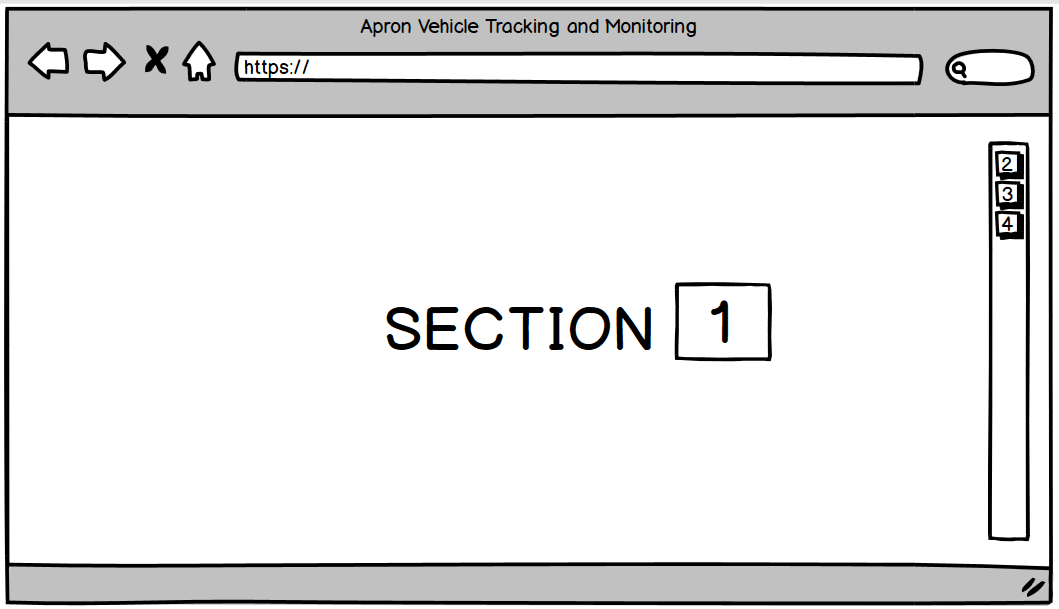 Apron Vehicle Tracking and Monitoring
https://
2
3
4
SECTION 1